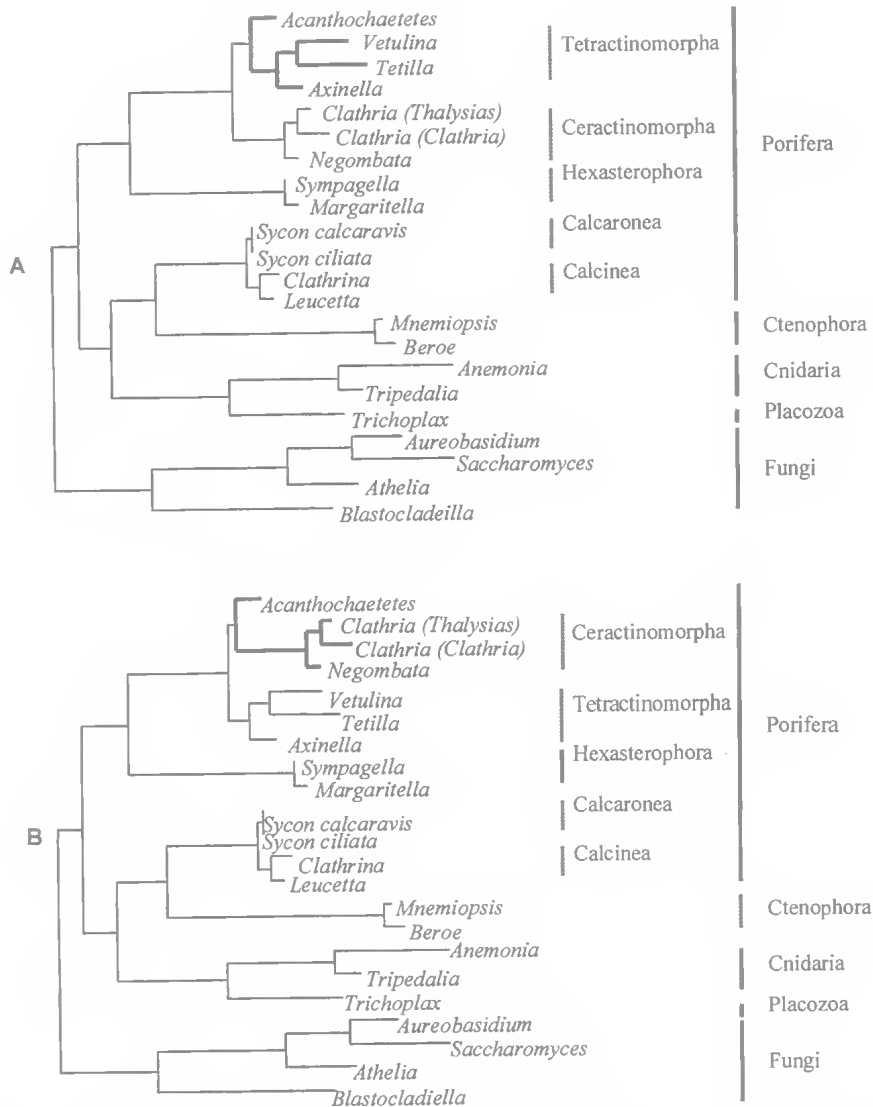 Acanthochaetetes
Vetulina
Tetractinomorpha
Tetilla
Axinella
Clathria (Thalysias)
Clathria (Clathria)
Ceractinomorpha
Porifera
Negombata
Hexasterophora
Sympagella
Margaritella
Calcaronea
Sycon calcaravis
A
Sycon ciliata
Calcinea
Clathrina
Leucetta
Mnemiopsis
Ctenophora
Beroe
Anemonia
Cnidaria
Tripedalia
Trichoplax
Placozoa
Aureobasidium
Saccharomyces
Fungi
Athelia
Blastocladeilla
Acanthochaetetes
Clathria (Thalysias)
Ceractinomorpha
Clathria (Clathria)
Negombata
Vetulina
Tetractinomorpha
Tetilla
Porifera
Axinella
Hexasterophora
Sympagella
Margaritella
Calcaronea
Sycon calcaravis
B
Sycon ciliata
Calcinea
Clathrina
Leucetta
Mnemiopsis
Ctenophora
Beroe
Anemonia
Cnidaria
Tripedalia
Trichoplax
Placozoa
Aureobasidium
Saccharomyces
Fungi
Athelia
Blastocladiella